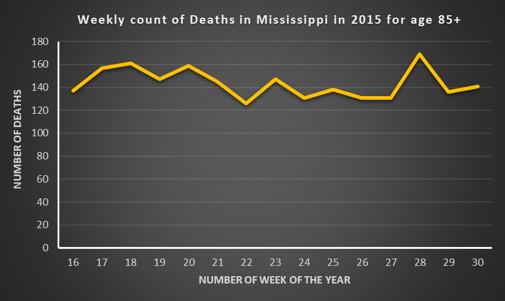 Weekly count of Deaths in Mississippi in 2015 for age 85+
180
160
140
120
100
80
60
40
20
0
NUMBER OF DEATHS
16 17 18 19 20 21 22 23 24 25 26 27 28 29 30
NUMBER OF WEEK OF THE YEAR